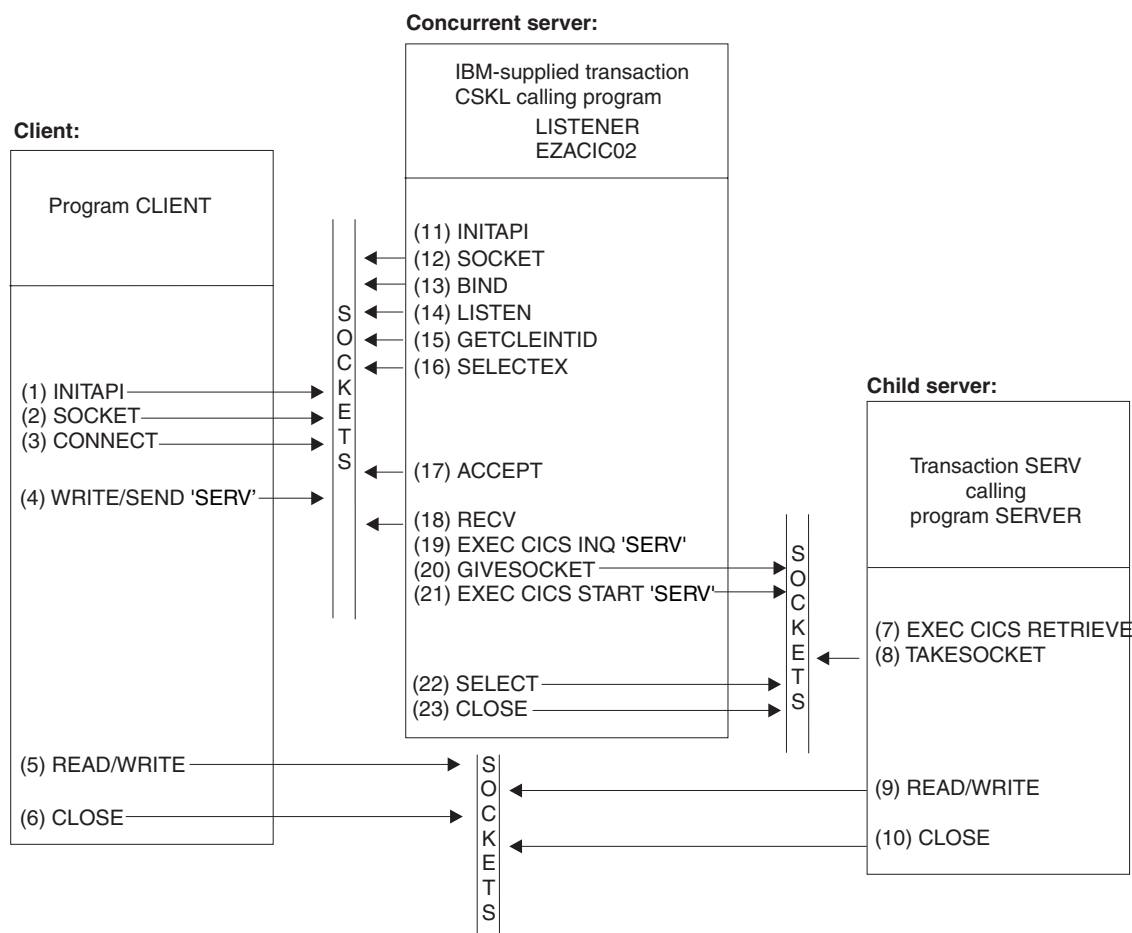 Concurrent server:
IBM-supplied transaction
CSKL calling program
LISTENER
EZACIC02
Client:
Program CLIENT
(11) INITAPI
(12) SOCKET
(13) BIND
(14) LISTEN
(15) GETCLEINTID
(16) SELECTEX
SOCKETS
(1) INITAPI
(2) SOCKET
(3) CONNECT
(4) WRITE/SEND 'SERV'
(17) ACCEPT
(18) RECV
(19) EXEC CICS INQ 'SERV'
(20) GIVESOCKET
(21) EXEC CICS START 'SERV'
(22) SELECT
(23) CLOSE
SOCKETS
Child server:
Transaction SERV
calling
program SERVER
(7) EXEC CICS RETRIEVE
(8) TAKESOCKET
(5) READ/WRITE
(6) CLOSE
SOCKETS
(9) READ/WRITE
(10) CLOSE